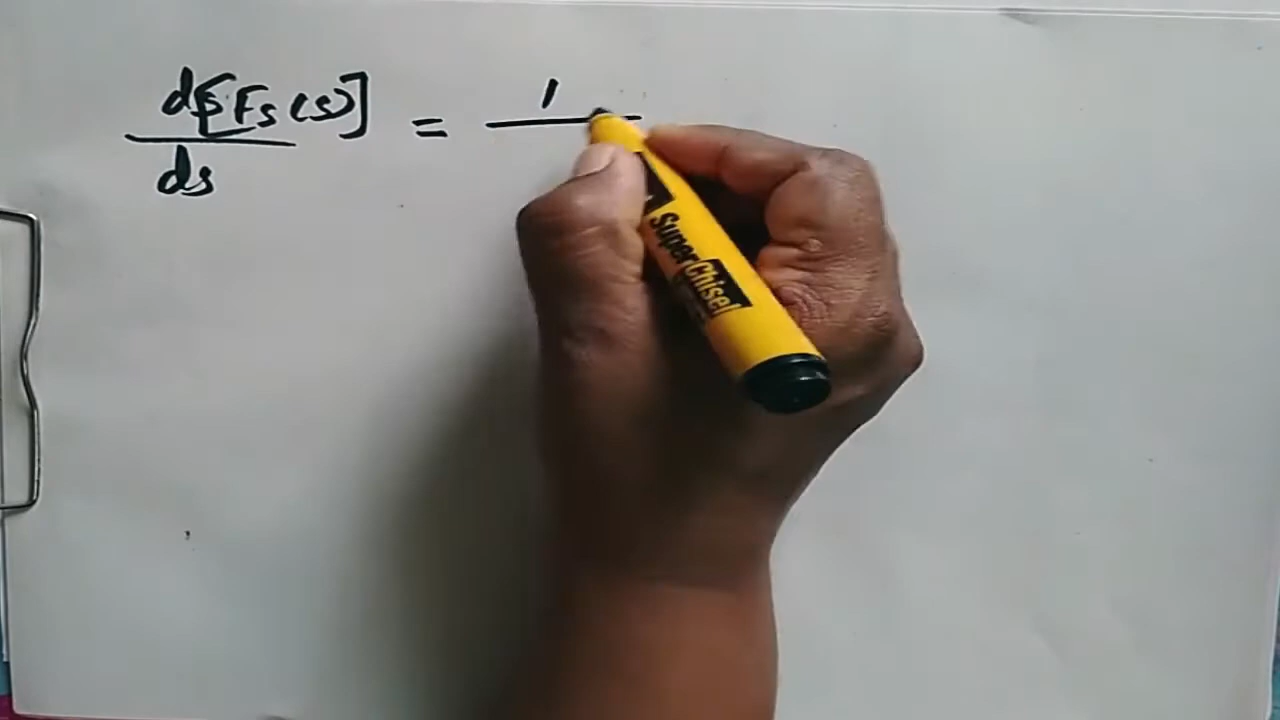 d[Fs(s)] = 1
ds
SuperChisel